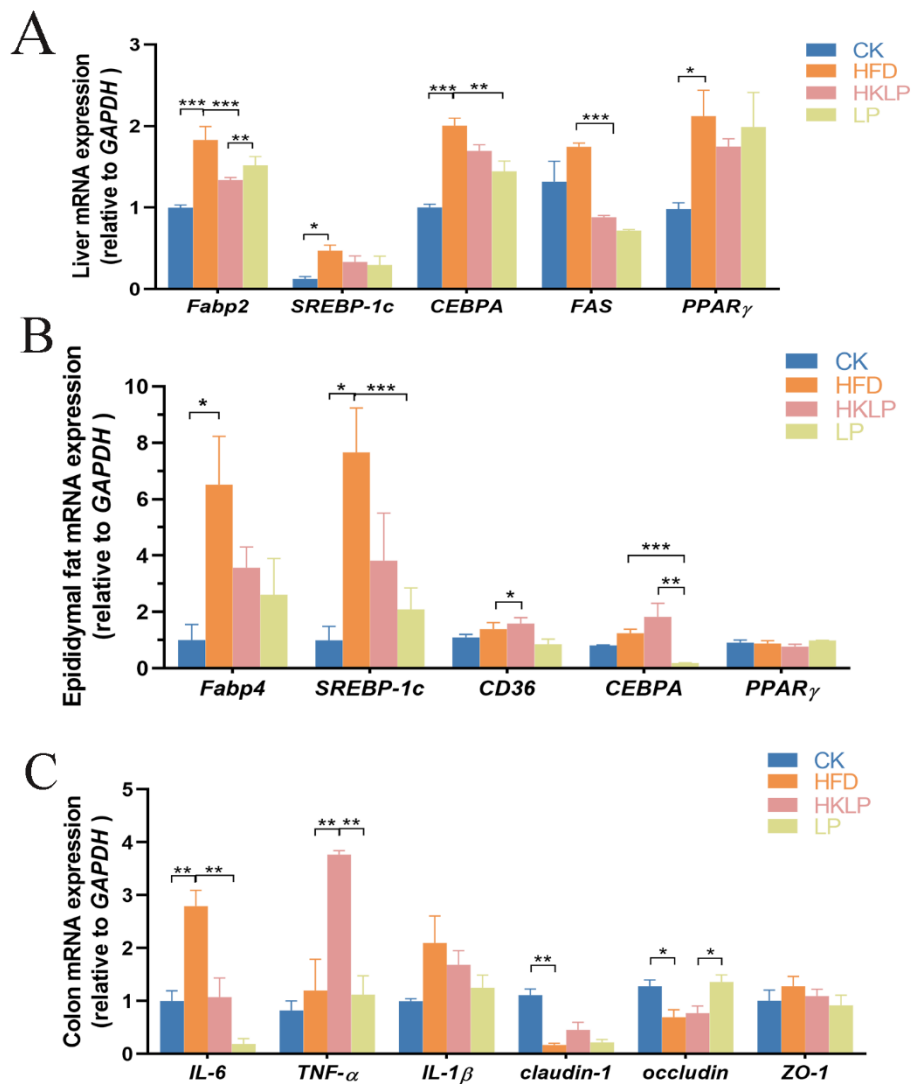 A
Liver mRNA expression
(relative to GAPDH )
3
2
1
0
*** ***
**
*
*** **
***
*
CK
HFD
HKLP
LP
Fabp2 SREBP-1c CEBPA FAS PPARγ
B
Epididymal fat mRNA expression
(relative to GAPDH )
10
8
6
4
2
0
*
* ***
*
***
**
CK
HFD
HKLP
LP
Fabp4 SREBP-1c CD36 CEBPA PPARγ
C
Colon mRNA expression
(relative to GAPDH )
5
4
3
2
1
0
** **
** **
**
* *
CK
HFD
HKLP
LP
IL-6 TNF-α IL-1β claudin-1 occludin ZO-1